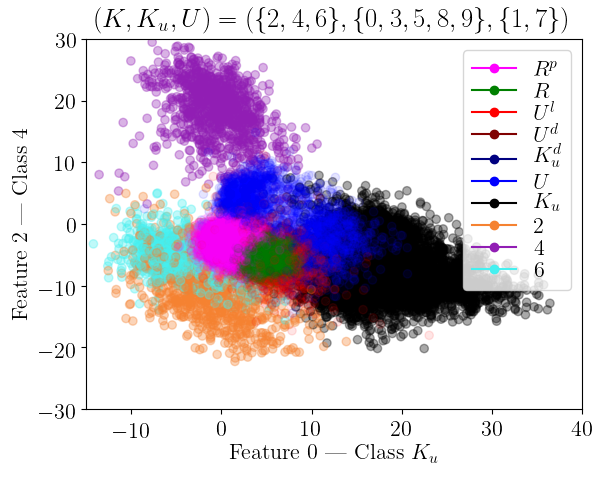 (K, K_u, U) = ({2, 4, 6}, {0, 3, 5, 8, 9}, {1, 7})
30
20
10
0
−10
−20
−30
Feature 2 — Class 4
R^p
R
U^l
U^d
K_u^d
U
K_u
2
4
6
−10
0
10
20
30
40
Feature 0 — Class K_u